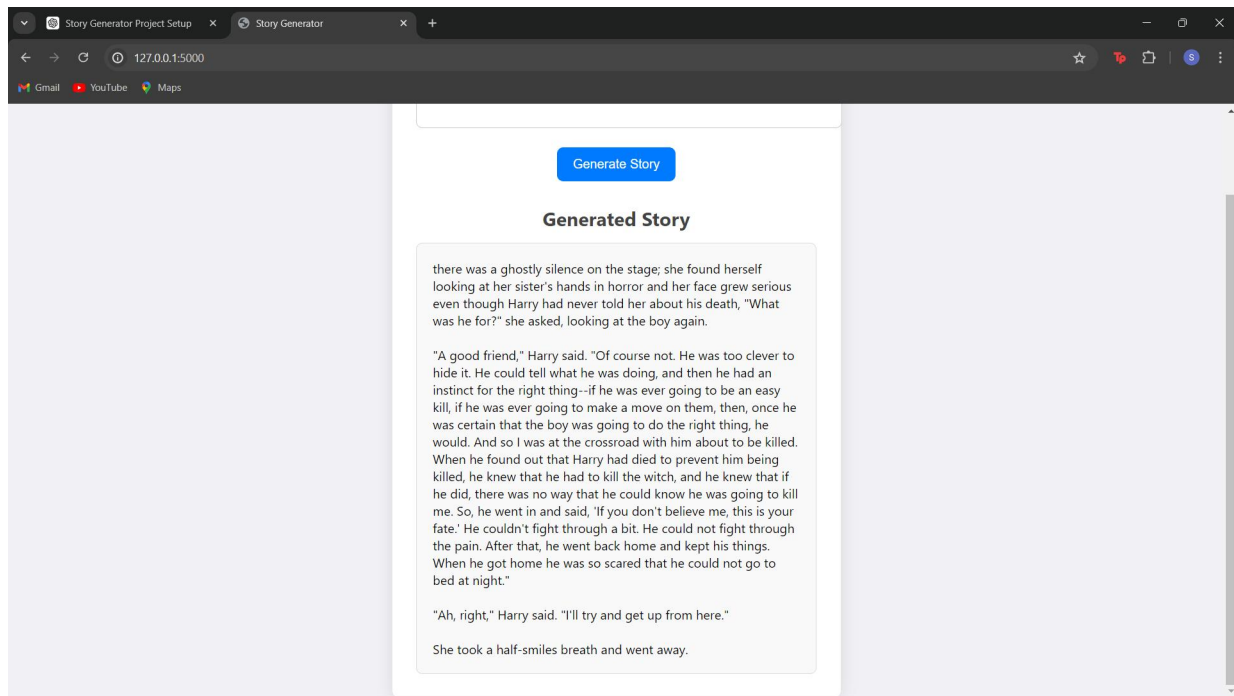 Story Generator Project Setup
Story Generator
127.0.0.1:5000
Tp
S
Gmail
YouTube
Maps
Generate Story
Generated Story
there was a ghostly silence on the stage; she found herself
looking at her sister's hands in horror and her face grew serious
even though Harry had never told her about his death, "What
was he for?" she asked, looking at the boy again.
"A good friend," Harry said. "Of course not. He was too clever to
hide it. He could tell what he was doing, and then he had an
instinct for the right thing--if he was ever going to be an easy
kill, if he was ever going to make a move on them, then, once he
was certain that the boy was going to do the right thing, he
would. And so I was at the crossroad with him about to be killed.
When he found out that Harry had died to prevent him being
killed, he knew that he had to kill the witch, and he knew that if
he did, there was no way that he could know he was going to kill
me. So, he went in and said, 'If you don't believe me, this is your
fate.' He couldn't fight through a bit. He could not fight through
the pain. After that, he went back home and kept his things.
When he got home he was so scared that he could not go to
bed at night."
"Ah, right," Harry said. "I'll try and get up from here."
She took a half-smiles breath and went away.